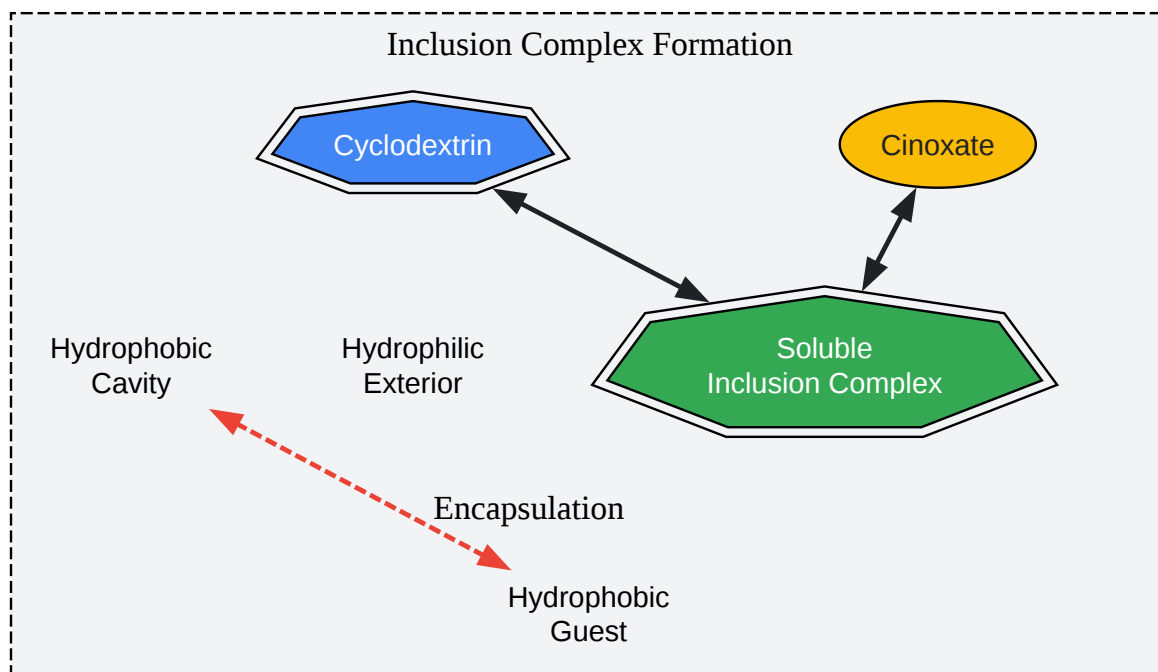 Inclusion Complex Formation
Cyclodextrin
Cinoxate
Hydrophobic
Cavity
Hydrophilic
Exterior
Soluble
Inclusion Complex
Encapsulation
Hydrophobic
Guest